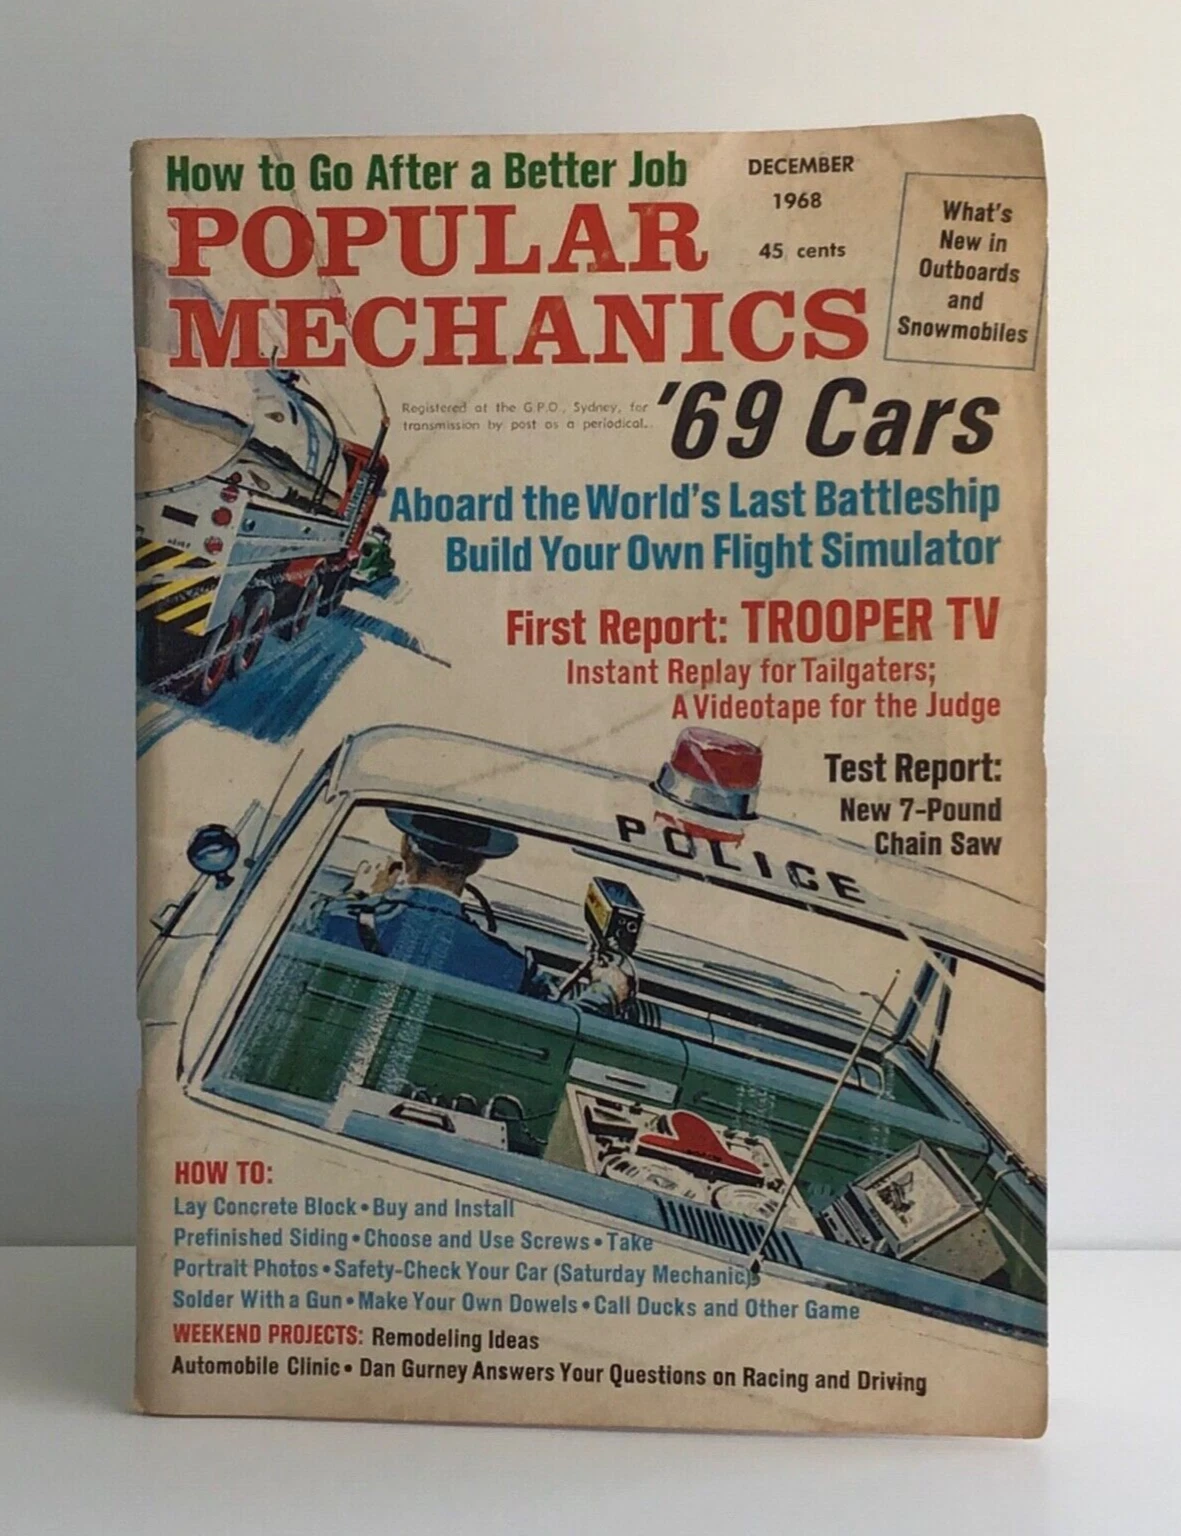 How to Go After a Better Job
POPULAR
MECHANICS
DECEMBER
1968
45 cents
What's
New in
Outboards
and
Snowmobiles
Registered at the G.P.O., Sydney, for
transmission by post as a periodical.
'69 Cars
Aboard the World's Last Battleship
Build Your Own Flight Simulator
First Report: TROOPER TV
Instant Replay for Tailgaters;
A Videotape for the Judge
Test Report:
New 7-Pound
Chain Saw
POLICE
HOW TO:
Lay Concrete Block • Buy and Install
Prefinished Siding • Choose and Use Screws • Take
Portrait Photos • Safety-Check Your Car (Saturday Mechanic)
Solder With a Gun • Make Your Own Dowels • Call Ducks and Other Game
WEEKEND PROJECTS: Remodeling Ideas
Automobile Clinic • Dan Gurney Answers Your Questions on Racing and Driving